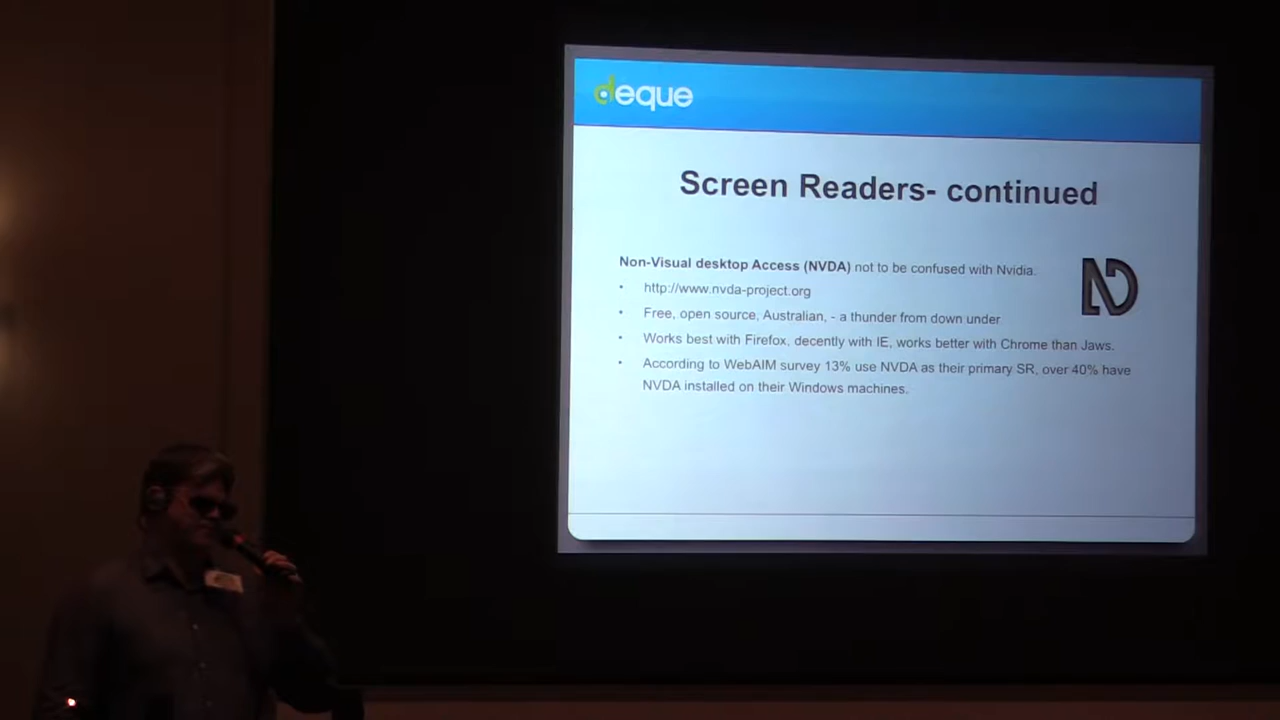 deque
Screen Readers- continued
Non-Visual desktop Access (NVDA) not to be confused with Nvidia.
• http://www.nvda-project.org
• Free, open source, Australian, - a thunder from down under
• Works best with Firefox, decently with IE, works better with Chrome than Jaws.
• According to WebAIM survey 13% use NVDA as their primary SR, over 40% have
NVDA installed on their Windows machines.